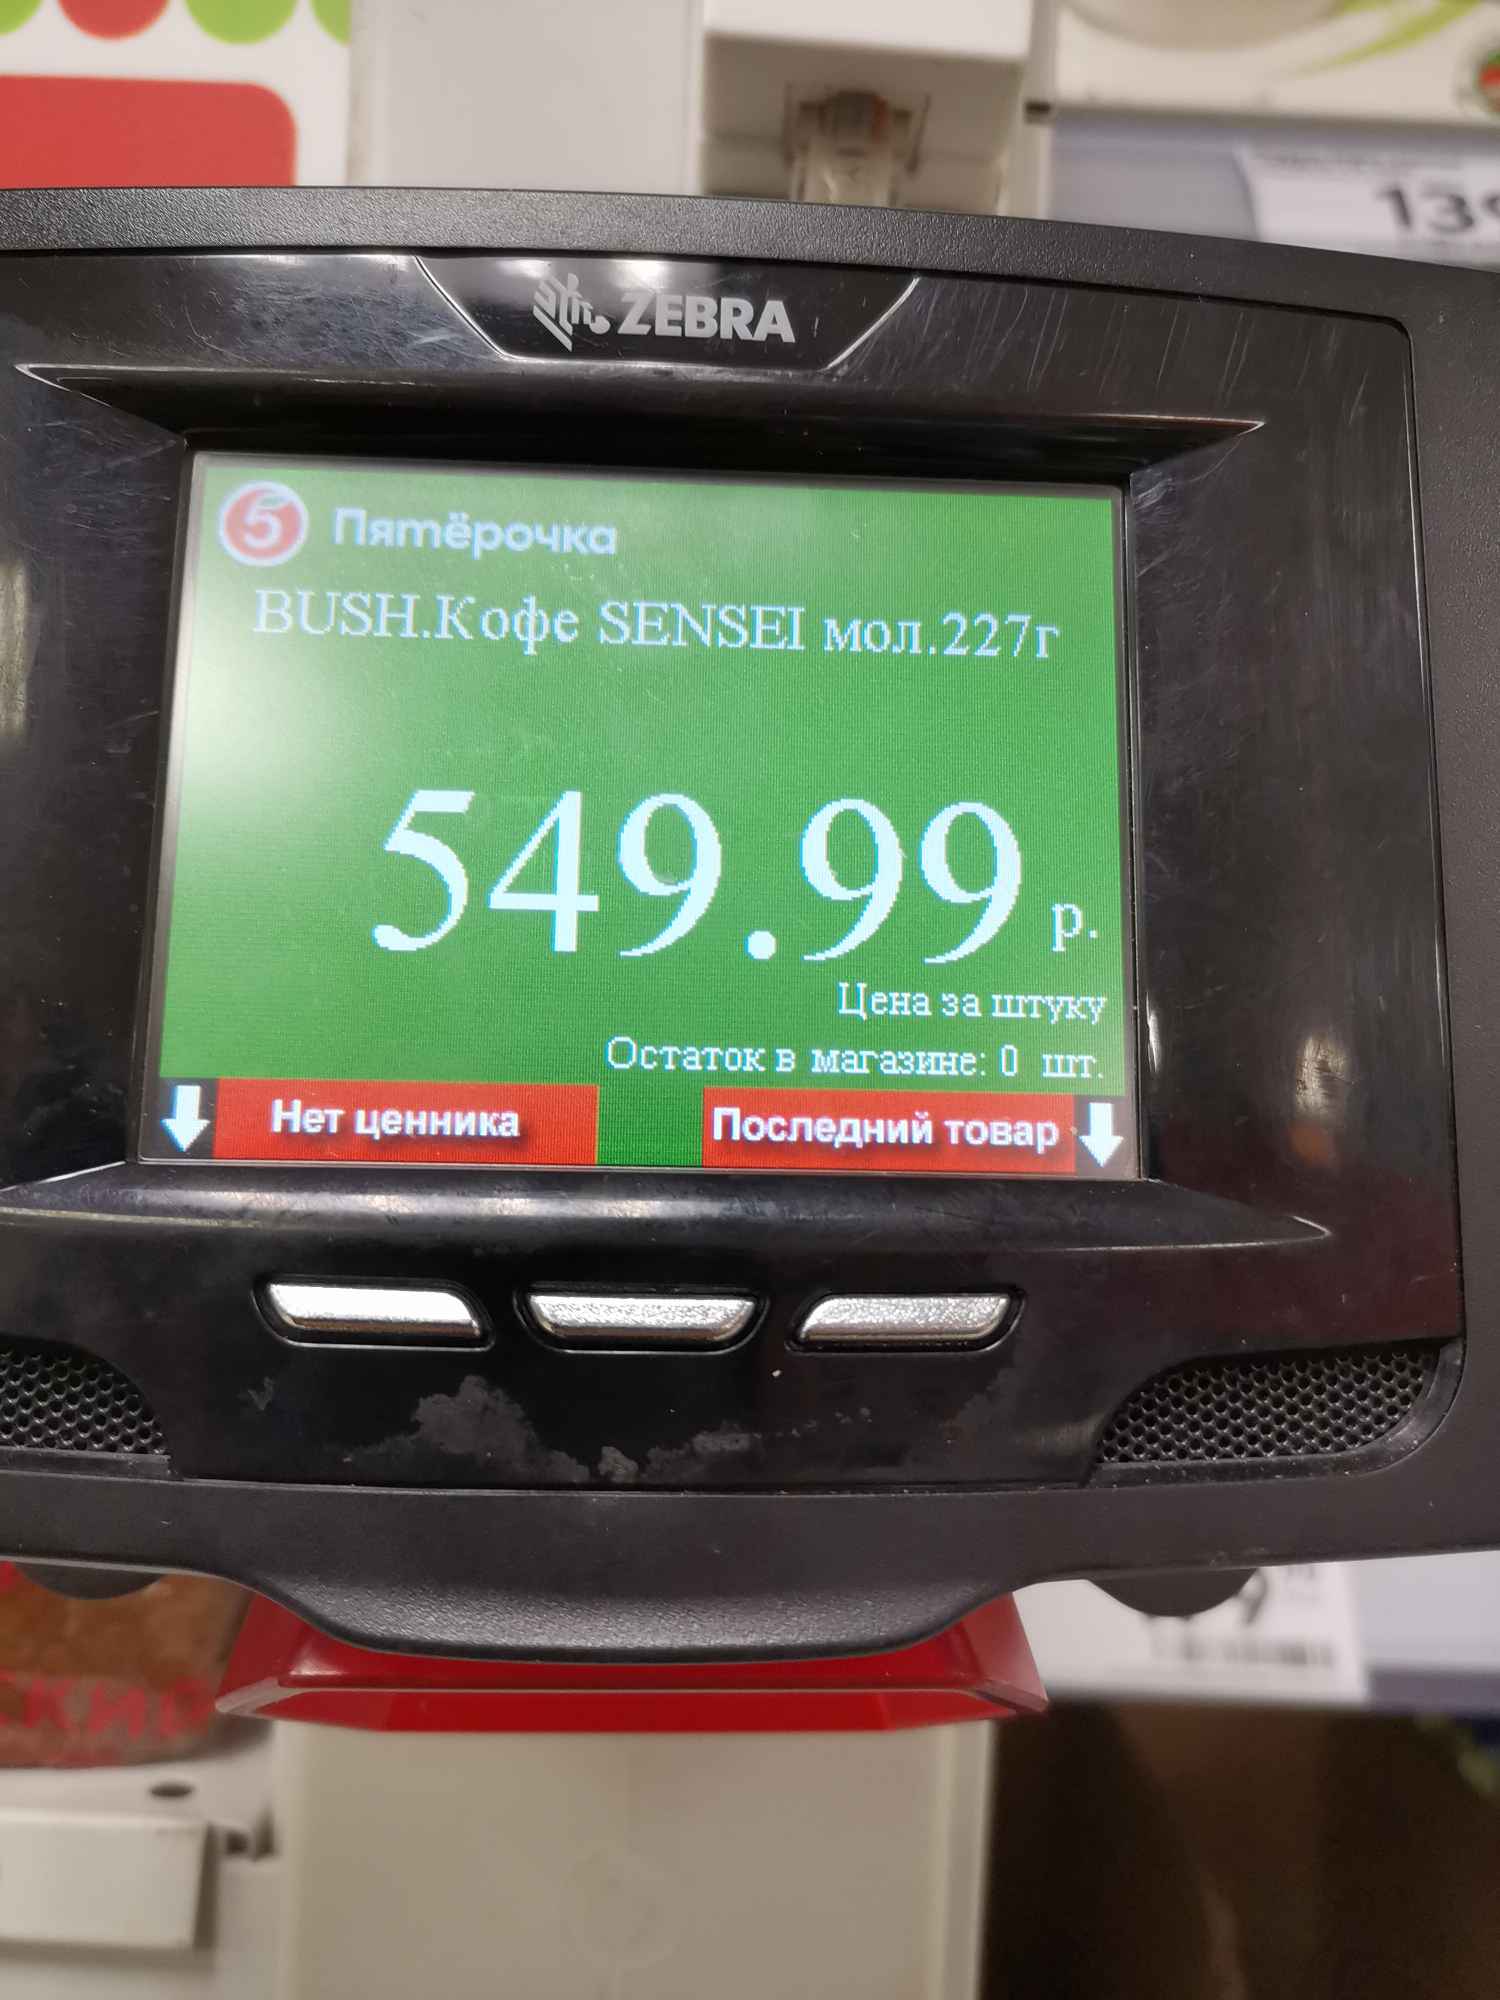 ZEBRA
5 Пятёрочка
BUSH.Кофе SENSEI мол.227г
549.99 р.
Цена за штуку
Остаток в магазине: 0 шт.
Нет ценника
Последний товар